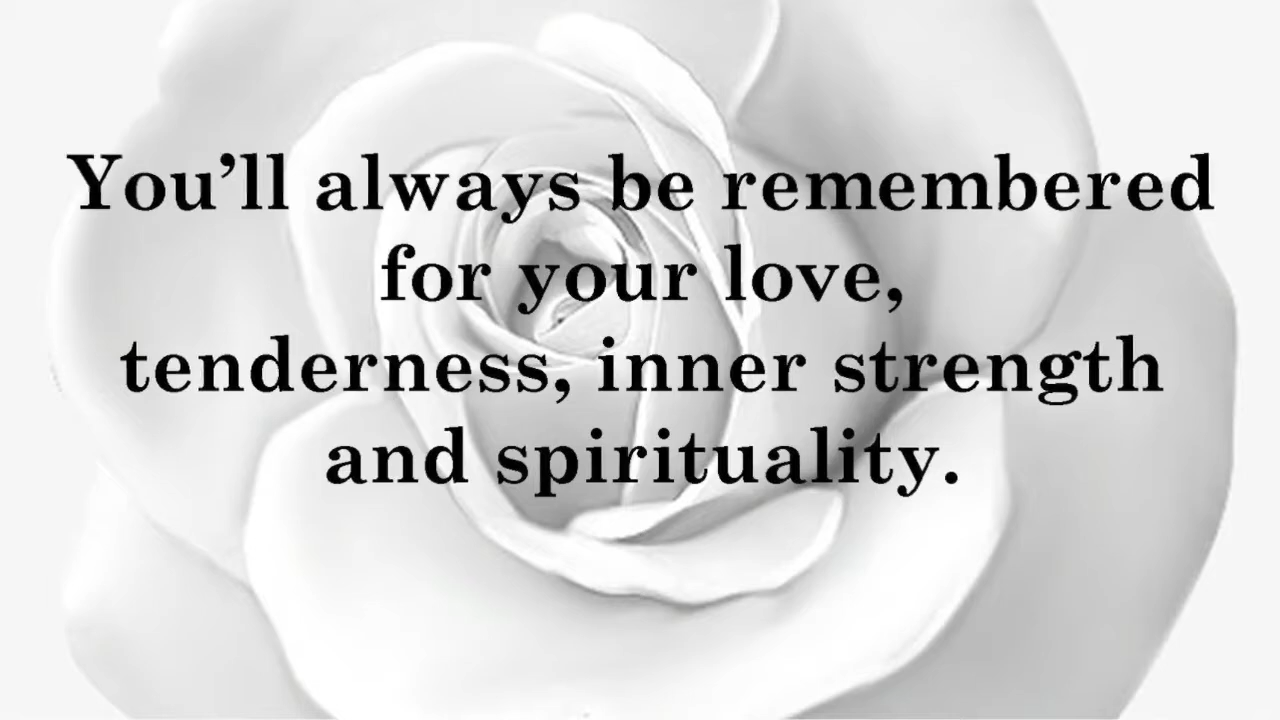 You’ll always be remembered
for your love,
tenderness, inner strength
and spirituality.